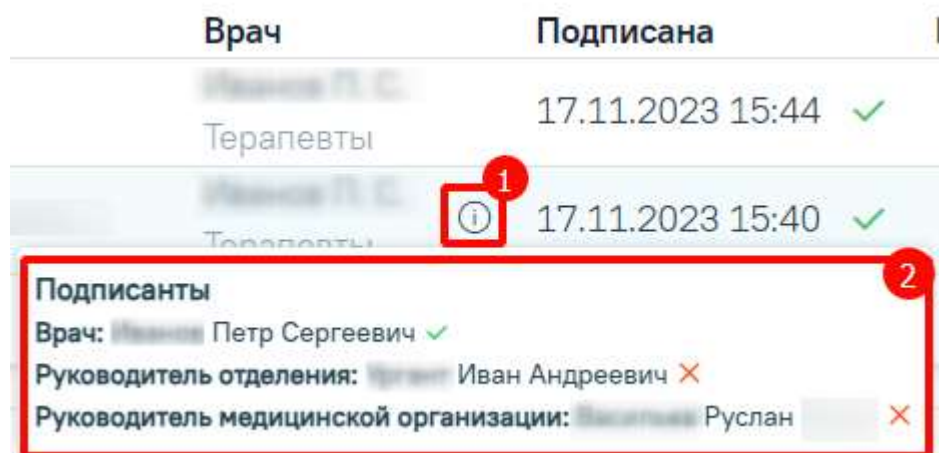 Врач Подписана
Терапевты
17.11.2023 15:44
1
17.11.2023 15:40
2
Подписанты
Врач: Петр Сергеевич
Руководитель отделения: Иван Андреевич
Руководитель медицинской организации: Руслан